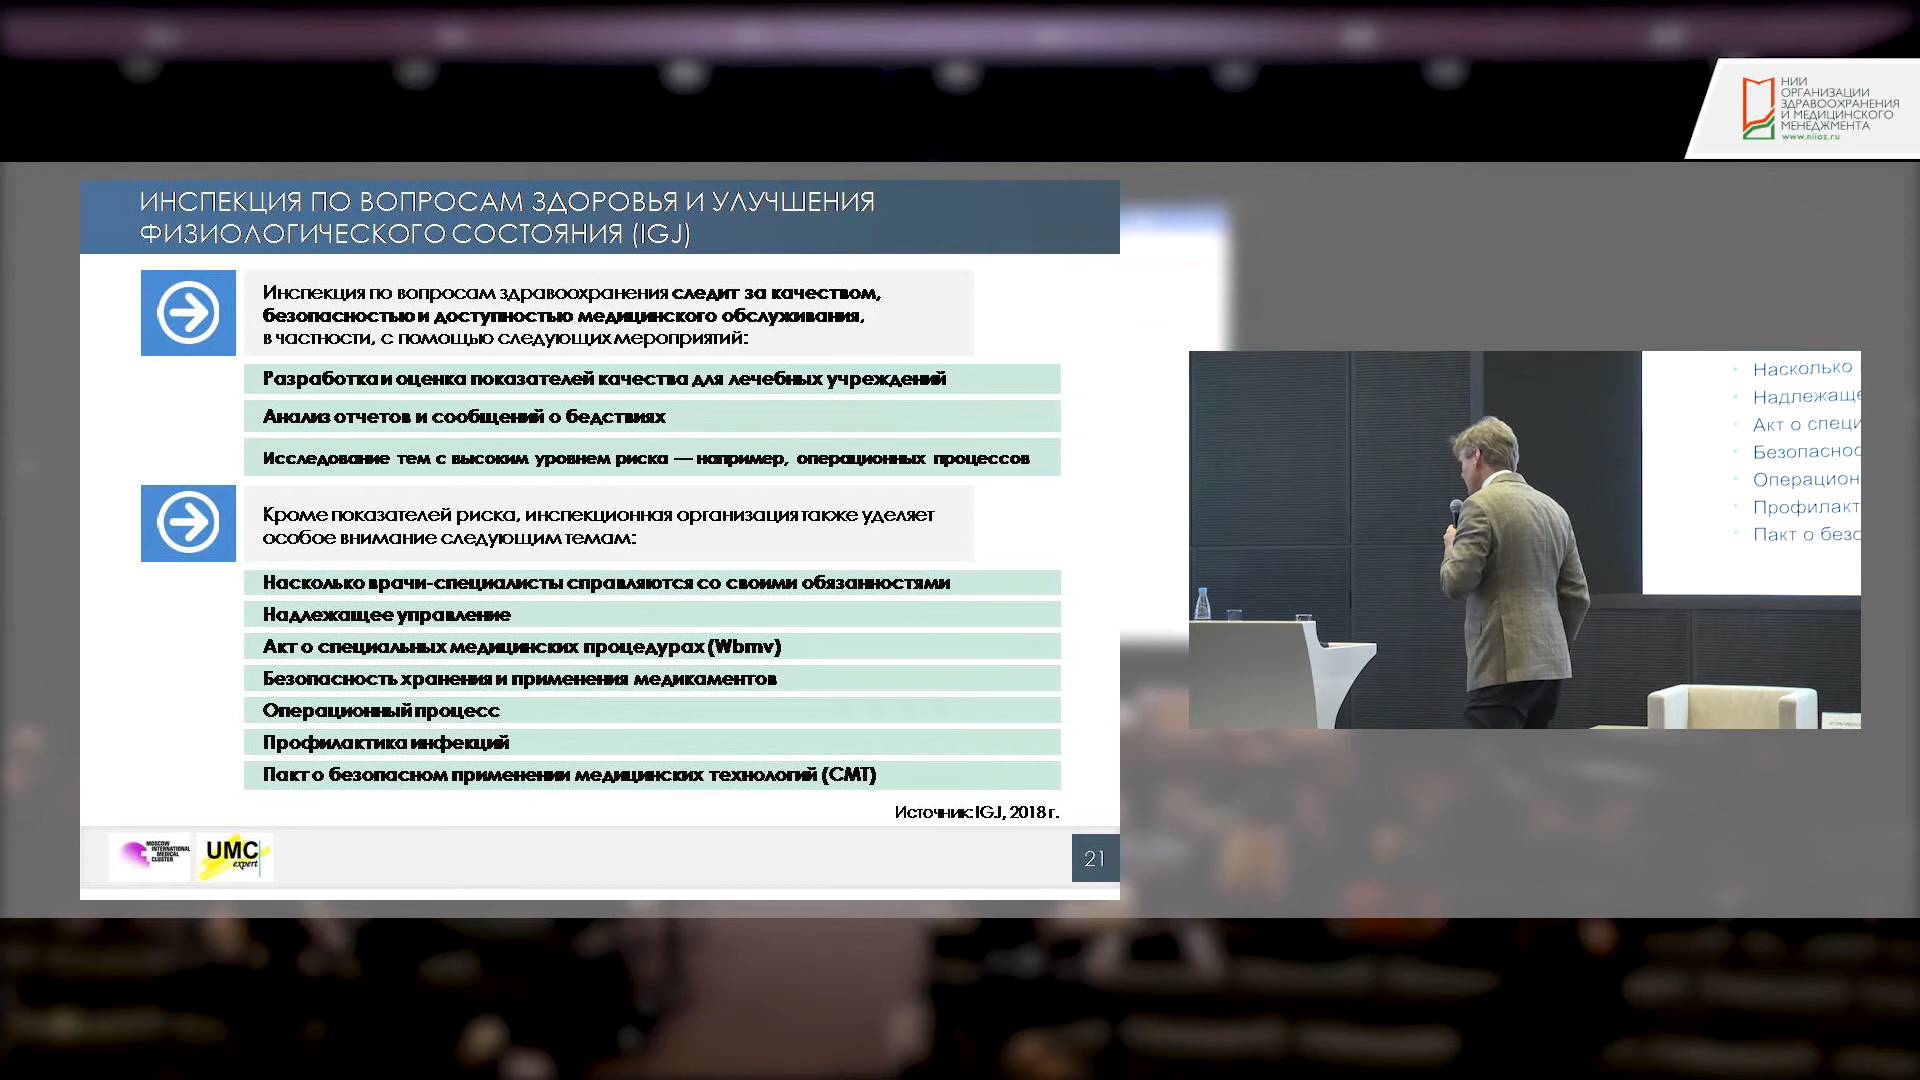 НИИ
ОРГАНИЗАЦИИ
ЗДРАВООХРАНЕНИЯ
И МЕДИЦИНСКОГО
МЕНЕДЖМЕНТА
www.niioz.ru
ИНСПЕКЦИЯ ПО ВОПРОСАМ ЗДОРОВЬЯ И УЛУЧШЕНИЯ
ФИЗИОЛОГИЧЕСКОГО СОСТОЯНИЯ (IGJ)
Инспекция по вопросам здравоохранения следит за качеством,
безопасностью и доступностью медицинского обслуживания,
в частности, с помощью следующих мероприятий:
Разработка и оценка показателей качества для лечебных учреждений
Анализ отчетов и сообщений о бедствиях
Исследование тем с высоким уровнем риска — например, операционных процессов
Кроме показателей риска, инспекционная организация также уделяет
особое внимание следующим темам:
Насколько врачи-специалисты справляются со своими обязанностями
Надлежащее управление
Акт о специальных медицинских процедурах (Wbmv)
Безопасность хранения и применения медикаментов
Операционный процесс
Профилактика инфекций
Пакт о безопасном применении медицинских технологий (CMT)
Источник: IGJ, 2018 г.
MOSCOW
INTERNATIONAL
MEDICAL
CLUSTER
UMC
expert
21
Насколько
Надлежаще
Акт о специ
Безопаснос
Операцион
Профилакт
Пакт о безо